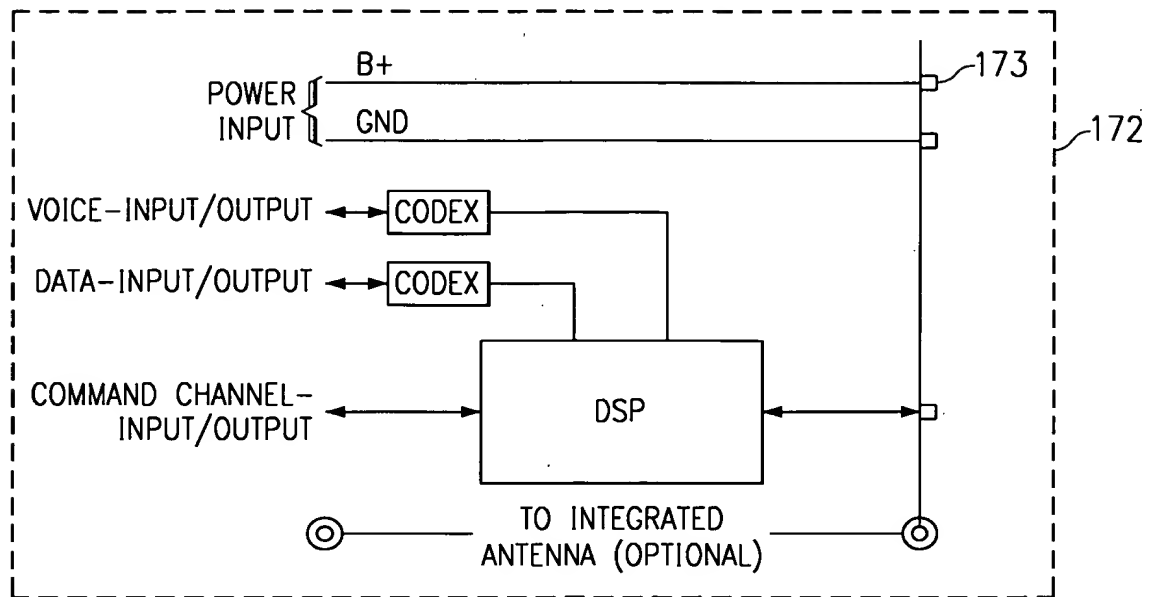 B+
173
POWER
INPUT
GND
172
VOICE-INPUT/OUTPUT
CODEX
DATA-INPUT/OUTPUT
CODEX
COMMAND CHANNEL-
INPUT/OUTPUT
DSP
TO INTEGRATED
ANTENNA (OPTIONAL)